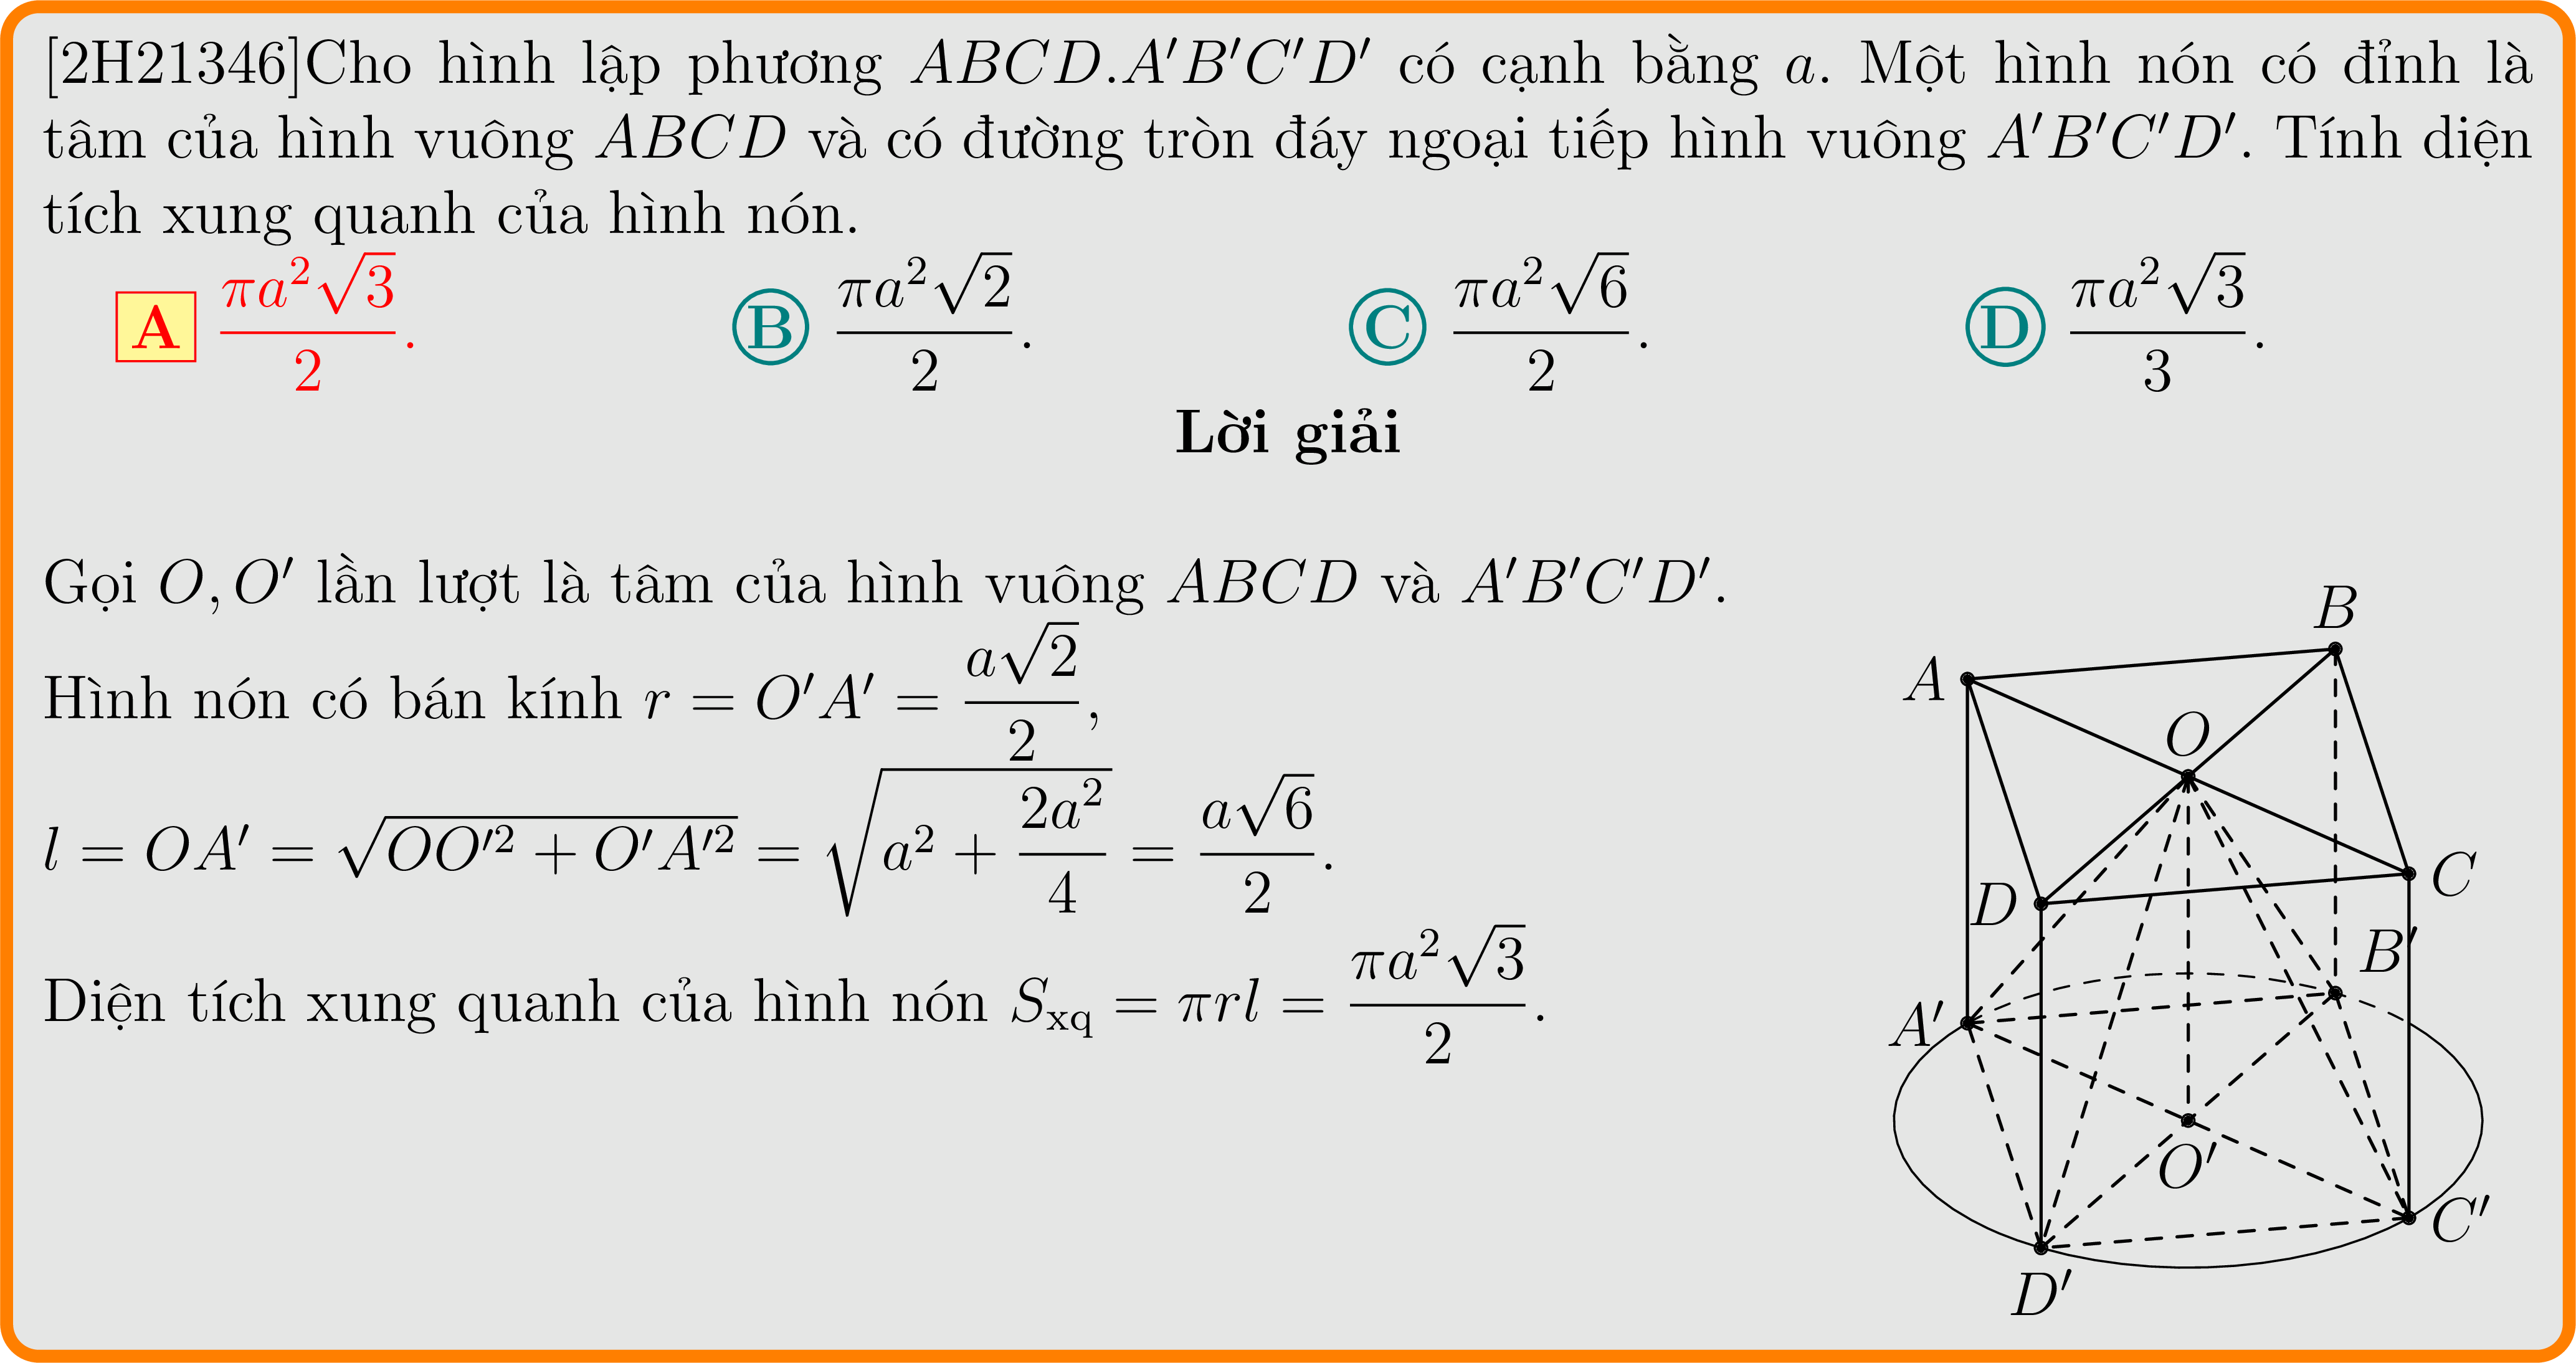 [2H21346]Cho hình lập phương ABCD.A′B′C′D′ có cạnh bằng a. Một hình nón có đỉnh là
tâm của hình vuông ABCD và có đường tròn đáy ngoại tiếp hình vuông A′B′C′D′. Tính diện
tích xung quanh của hình nón.
A $\frac{\pi a^2\sqrt{3}}{2}$. B $\frac{\pi a^2\sqrt{2}}{2}$. C $\frac{\pi a^2\sqrt{6}}{2}$. D $\frac{\pi a^2\sqrt{3}}{3}$.
Lời giải
Gọi O, O′ lần lượt là tâm của hình vuông ABCD và A′B′C′D′.
Hình nón có bán kính $r = O'A' = \frac{a\sqrt{2}}{2}$,
$l = OA' = \sqrt{OO'^2 + O'A'^2} = \sqrt{a^2 + \frac{2a^2}{4}} = \frac{a\sqrt{6}}{2}$.
Diện tích xung quanh của hình nón $S_{xq} = \pi rl = \frac{\pi a^2\sqrt{3}}{2}$.
B
A
O
C
D
B′
A′
O′
C′
D′